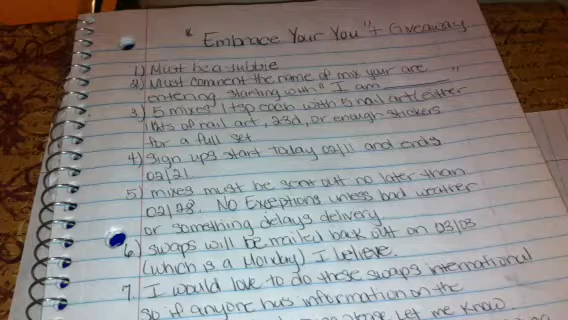 " Embrace Your You "+ Giveaway
1) Must be a subbie
2) Must comment the name of mix your are
entering starting with " I am ________ "
3) 5 mixes 1 tsp each with 5 nail art (either
bits of nail art, 23d, or enough stickers
for a full set
4) Sign ups start today 02/11 and ends
02/21.
5) mixes must be sent out no later than
02/28. No Exceptions unless bad weather
or something delays delivery
6) swaps will be mailed back out on 03/03
(which is a Monday) I believe.
7. I would love to do these swaps international
so if anyone has information on the
let me know